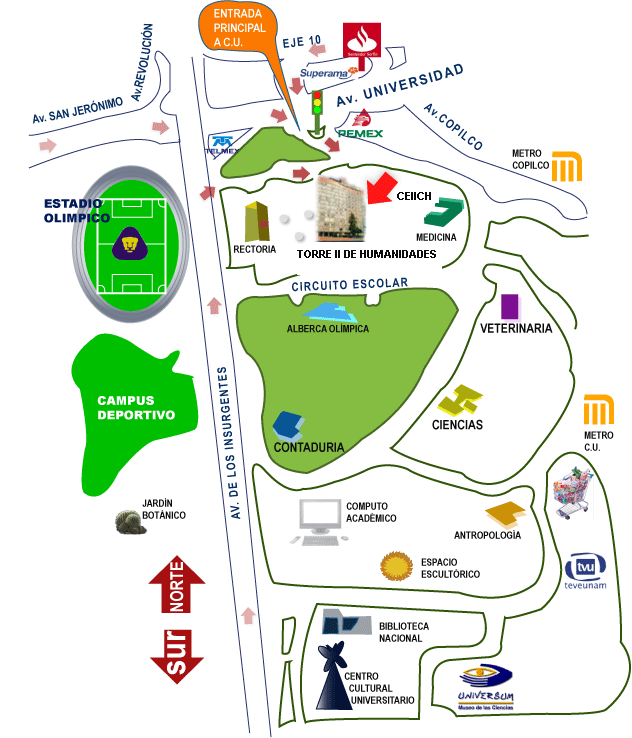 ENTRADA
PRINCIPAL
A C.U.
EJE 10
Santander Serfin
Superama
Av. REVOLUCIÓN
Av. UNIVERSIDAD
Av. SAN JERÓNIMO
Av. COPILCO
PEMEX
TELMEX
METRO
COPILCO
CEIICH
ESTADIO
OLIMPICO
RECTORIA
MEDICINA
TORRE II DE HUMANIDADES
CIRCUITO ESCOLAR
ALBERCA OLÍMPICA
VETERINARIA
AV. DE LOS INSURGENTES
CAMPUS
DEPORTIVO
CIENCIAS
METRO
C.U.
CONTADURIA
JARDÍN
BOTÁNICO
COMPUTO
ACADÉMICO
ANTROPOLOGÍA
ESPACIO
ESCULTÓRICO
tvu
teveunam
NORTE
sur
BIBLIOTECA
NACIONAL
CENTRO
CULTURAL
UNIVERSITARIO
UNIVERSUM
Museo de las Ciencias